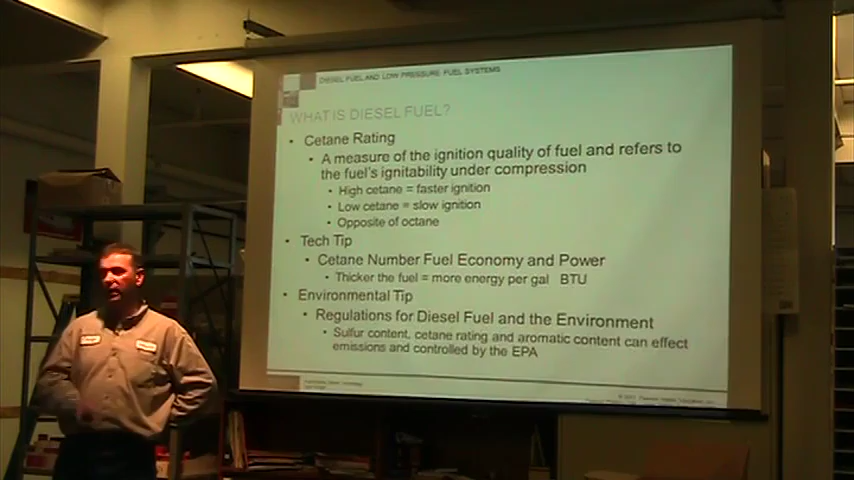 DIESEL FUEL AND LOW PRESSURE FUEL SYSTEMS
WHAT IS DIESEL FUEL?
• Cetane Rating
• A measure of the ignition quality of fuel and refers to
the fuel's ignitability under compression
• High cetane = faster ignition
• Low cetane = slow ignition
• Opposite of octane
• Tech Tip
• Cetane Number Fuel Economy and Power
• Thicker the fuel = more energy per gal BTU
• Environmental Tip
• Regulations for Diesel Fuel and the Environment
• Sulfur content, cetane rating and aromatic content can effect
emissions and controlled by the EPA